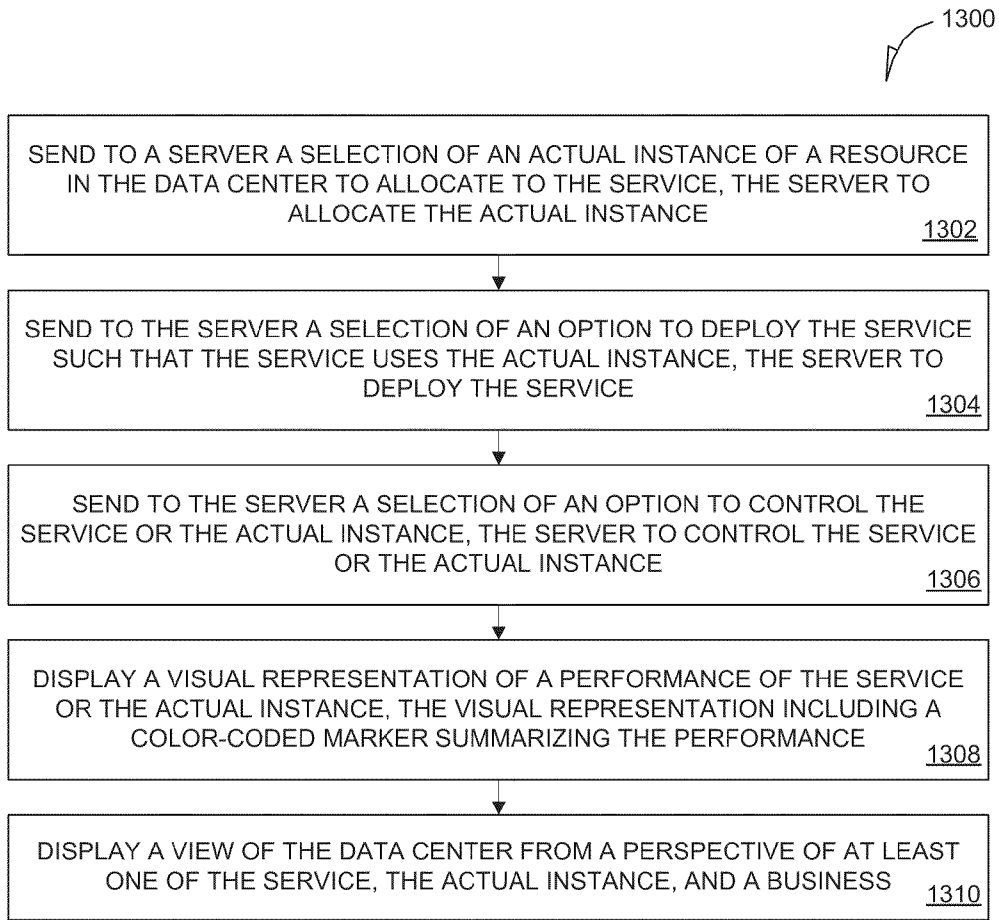 1300
SEND TO A SERVER A SELECTION OF AN ACTUAL INSTANCE OF A RESOURCE
IN THE DATA CENTER TO ALLOCATE TO THE SERVICE, THE SERVER TO
ALLOCATE THE ACTUAL INSTANCE
1302
SEND TO THE SERVER A SELECTION OF AN OPTION TO DEPLOY THE SERVICE
SUCH THAT THE SERVICE USES THE ACTUAL INSTANCE, THE SERVER TO
DEPLOY THE SERVICE
1304
SEND TO THE SERVER A SELECTION OF AN OPTION TO CONTROL THE
SERVICE OR THE ACTUAL INSTANCE, THE SERVER TO CONTROL THE SERVICE
OR THE ACTUAL INSTANCE
1306
DISPLAY A VISUAL REPRESENTATION OF A PERFORMANCE OF THE SERVICE
OR THE ACTUAL INSTANCE, THE VISUAL REPRESENTATION INCLUDING A
COLOR-CODED MARKER SUMMARIZING THE PERFORMANCE
1308
DISPLAY A VIEW OF THE DATA CENTER FROM A PERSPECTIVE OF AT LEAST
ONE OF THE SERVICE, THE ACTUAL INSTANCE, AND A BUSINESS
1310